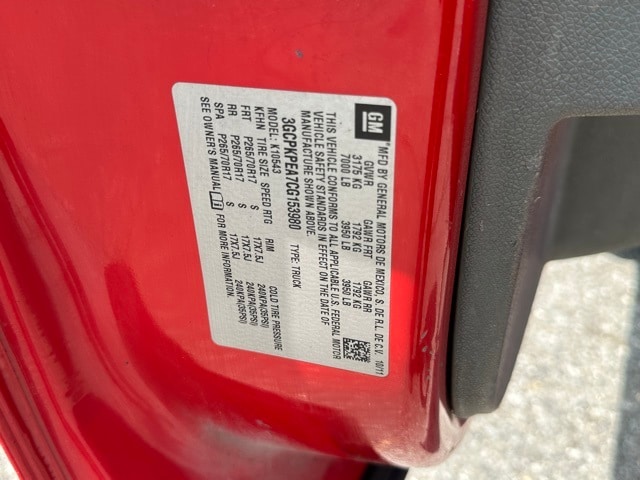 GM
MFD BY GENERAL MOTORS DE MEXICO, S. DE R.L. DE C.V. 10/11
GVWR GAWR FRT GAWR RR
3175 KG 1792 KG 1792 KG
7000 LB 3950 LB 3950 LB
THIS VEHICLE CONFORMS TO ALL APPLICABLE U.S. FEDERAL MOTOR
VEHICLE SAFETY STANDARDS IN EFFECT ON THE DATE OF
MANUFACTURE SHOWN ABOVE.
3GCPKPEA7CG153980 TYPE: TRUCK
MODEL: K10543
KFHN TIRE SIZE SPEED RTG RIM COLD TIRE PRESSURE
FRT P265/70R17 S 17X7.5J 240KPA(35PSI)
RR P265/70R17 S 17X7.5J 240KPA(35PSI)
SPA P265/70R17 S 17X7.5J 240KPA(35PSI)
SEE OWNER'S MANUAL FOR MORE INFORMATION.